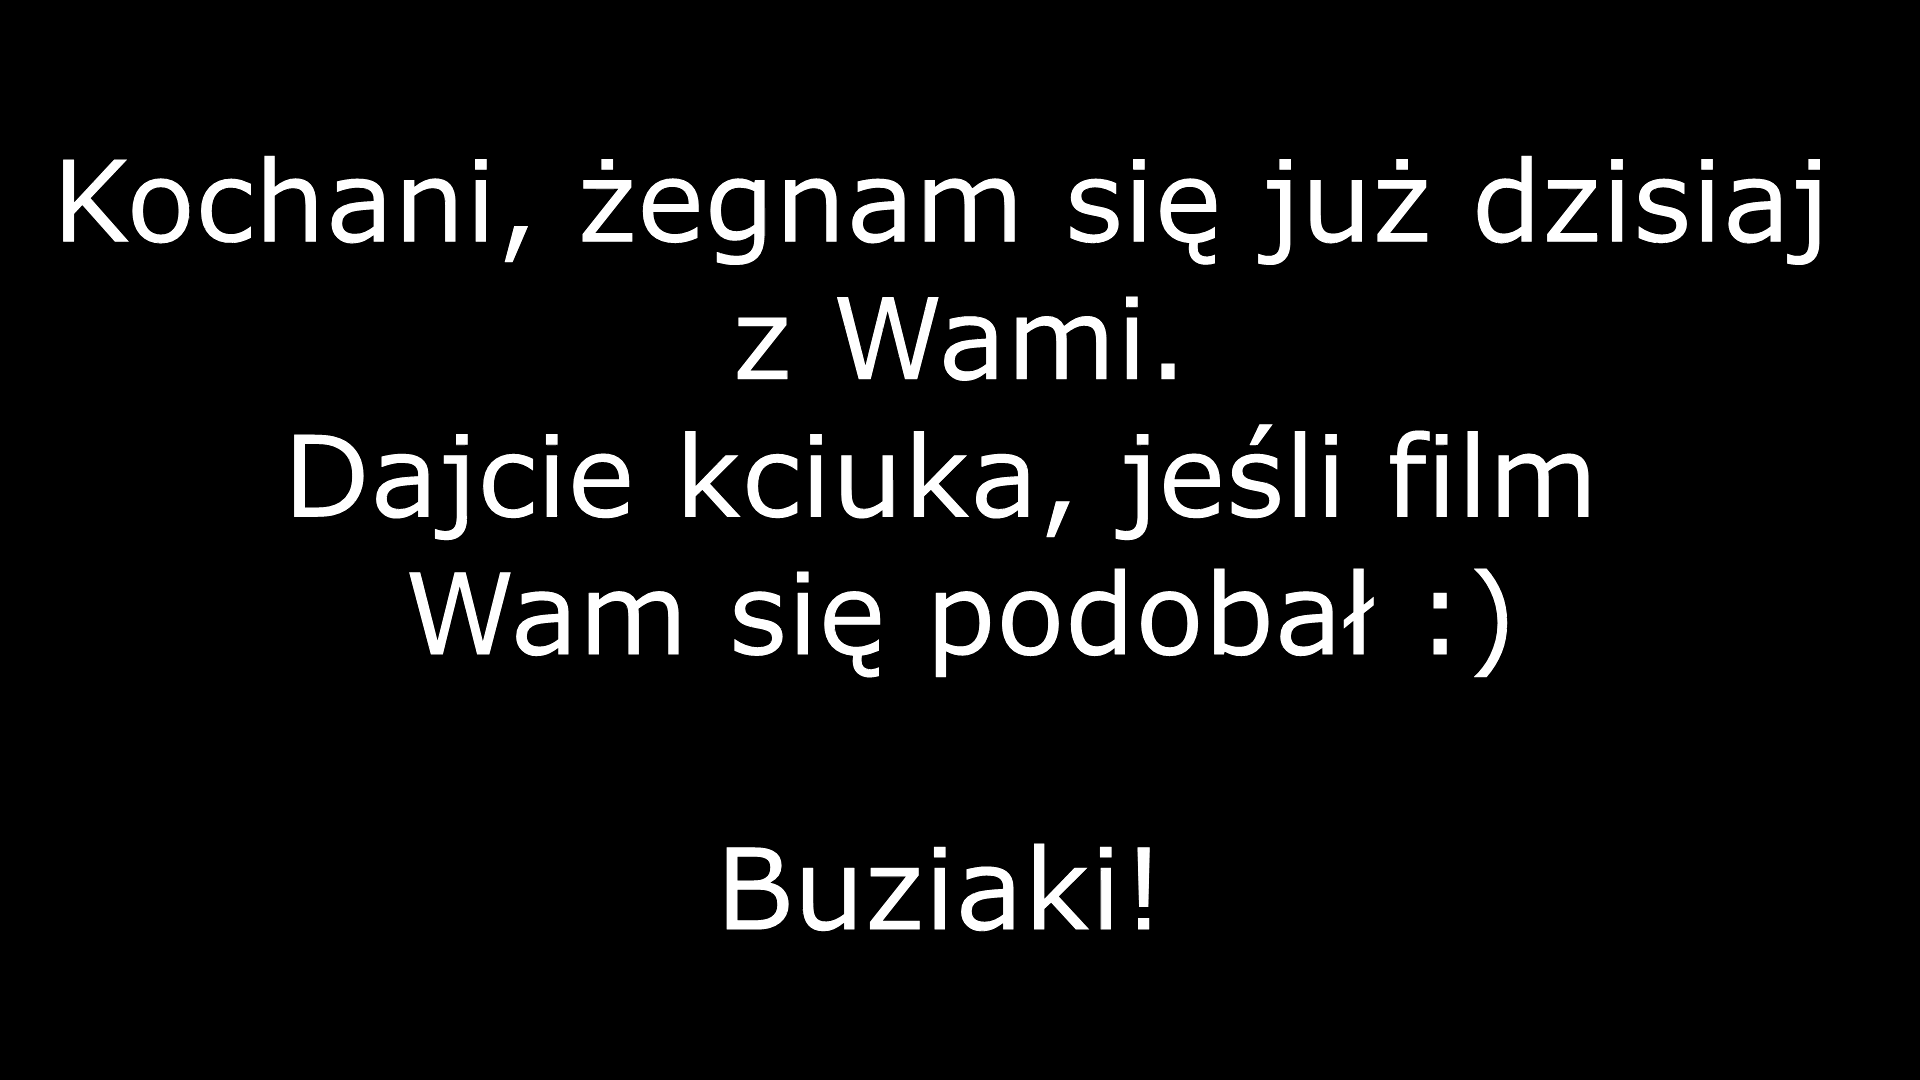 Kochani, żegnam się już dzisiaj
z Wami.
Dajcie kciuka, jeśli film
Wam się podobał :)
Buziaki!